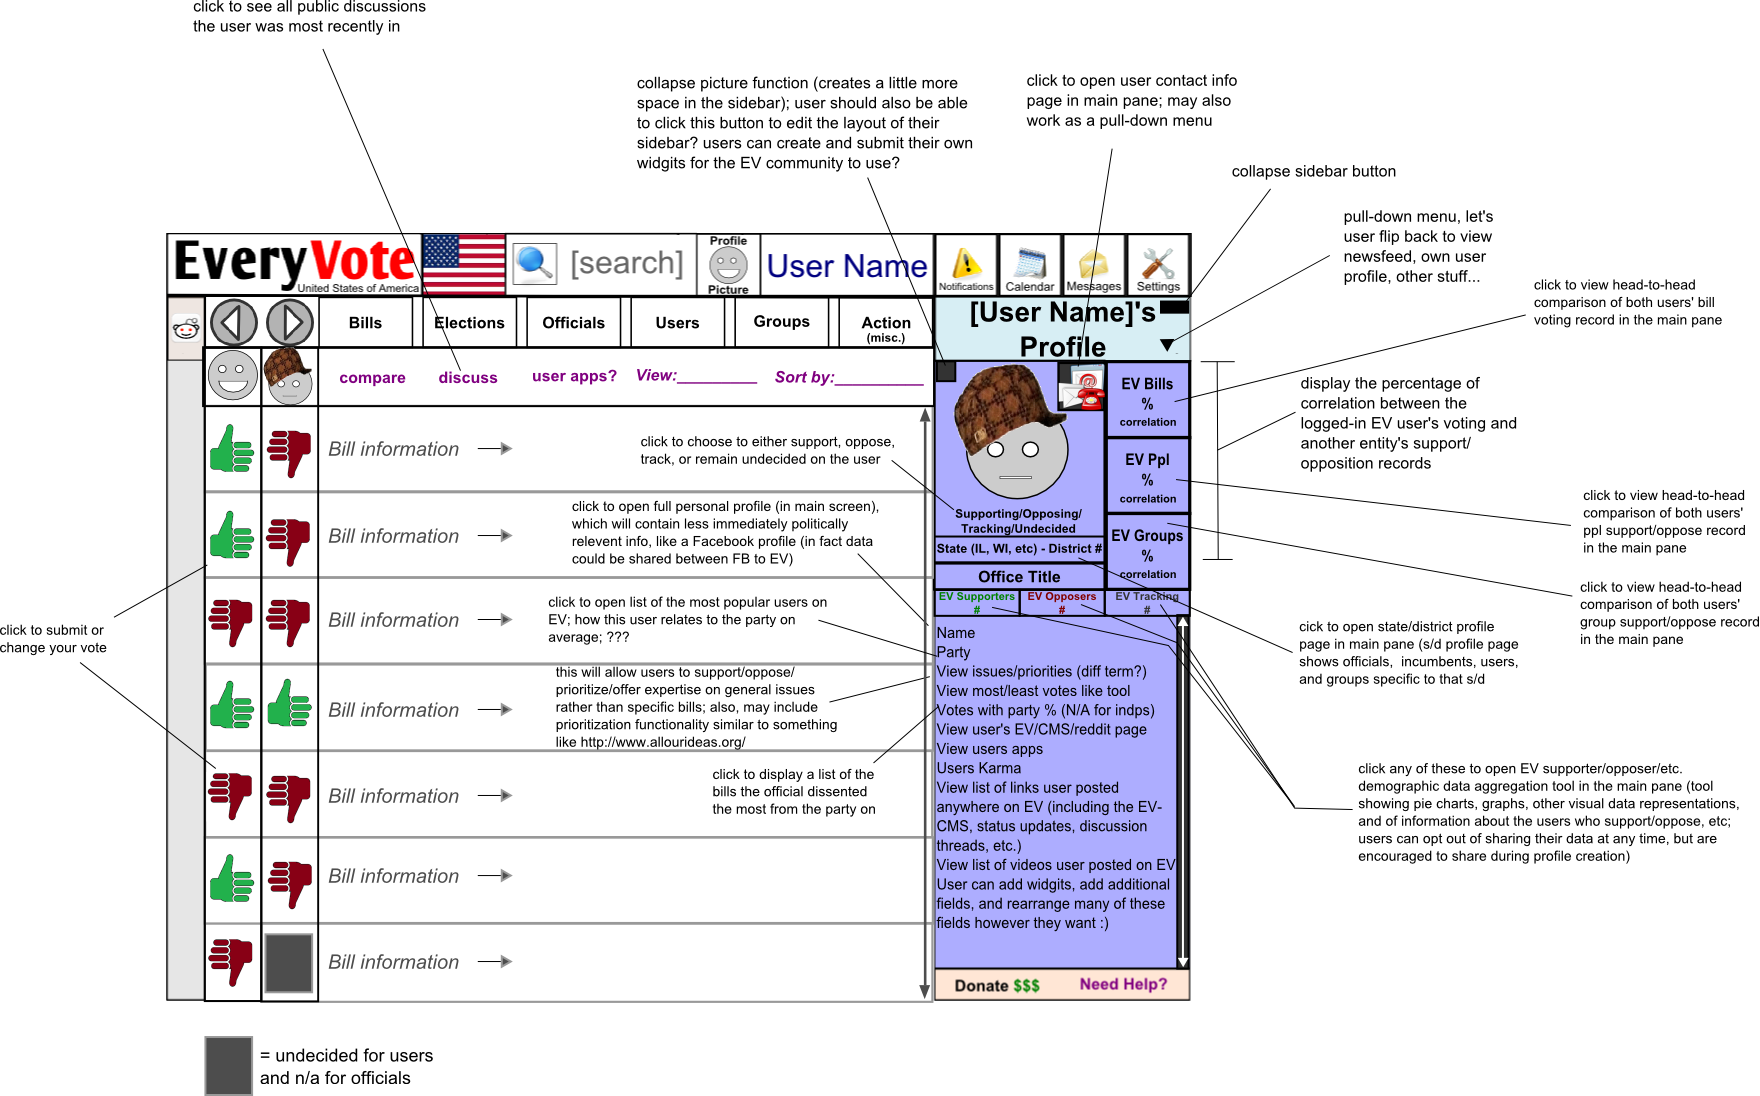 click to see all public discussions
the user was most recently in
collapse picture function (creates a little more
space in the sidebar); user should also be able
to click this button to edit the layout of their
sidebar? users can create and submit their own
widgits for the EV community to use?
click to open user contact info
page in main pane; may also
work as a pull-down menu
collapse sidebar button
pull-down menu, let's
user flip back to view
newsfeed, own user
profile, other stuff...
click to view head-to-head
comparison of both users' bill
voting record in the main pane
EveryVote
United States of America
[search]
Profile
Picture
User Name
Notifications
Calendar
Messages
Settings
Bills
Elections
Officials
Users
Groups
Action
(misc.)
[User Name]'s
Profile
compare
discuss
user apps?
View:__________
Sort by:__________
EV Bills
%
correlation
EV Ppl
%
correlation
EV Groups
%
correlation
display the percentage of
correlation between the
logged-in EV user's voting and
another entity's support/
opposition records
Bill information
click to choose to either support, oppose,
track, or remain undecided on the user
Supporting/Opposing/
Tracking/Undecided
State (IL, WI, etc) - District #
Office Title
EV Supporters
#
EV Opposers
#
EV Tracking
#
click to view head-to-head
comparison of both users'
ppl support/oppose record
in the main pane
Bill information
click to open full personal profile (in main screen),
which will contain less immediately politically
relevent info, like a Facebook profile (in fact data
could be shared between FB to EV)
click to view head-to-head
comparison of both users'
group support/oppose record
in the main pane
click to submit or
change your vote
Bill information
click to open list of the most popular users on
EV; how this user relates to the party on
average; ???
click to open state/district profile
page in main pane (s/d profile page
shows officials, incumbents, users,
and groups specific to that s/d
Bill information
this will allow users to support/oppose/
prioritize/offer expertise on general issues
rather than specific bills; also, may include
prioritization functionality similar to something
like http://www.allourideas.org/
Name
Party
View issues/priorities (diff term?)
View most/least votes like tool
Votes with party % (N/A for indps)
View user's EV/CMS/reddit page
View users apps
Users Karma
View list of links user posted
anywhere on EV (including the EV-
CMS, status updates, discussion
threads, etc.)
View list of videos user posted on EV
User can add widgits, add additional
fields, and rearrange many of these
fields however they want :)
Bill information
click to display a list of the
bills the official dissented
the most from the party on
click any of these to open EV supporter/opposer/etc.
demographic data aggregation tool in the main pane (tool
showing pie charts, graphs, other visual data representations,
and of information about the users who support/oppose, etc;
users can opt out of sharing their data at any time, but are
encouraged to share during profile creation)
Bill information
Bill information
Donate $$$
Need Help?
= undecided for users
and n/a for officials